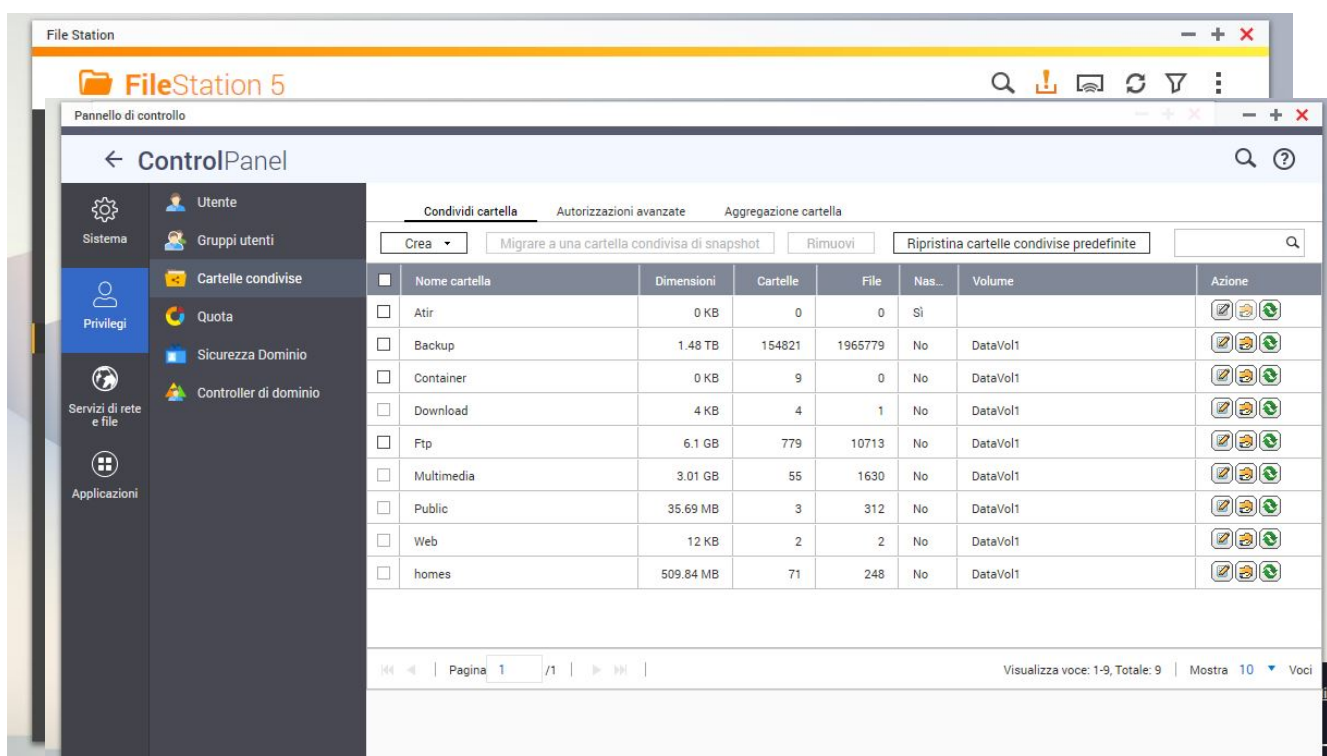 File Station
FileStation 5
Pannello di controllo
ControlPanel
Sistema
Privilegi
Servizi di rete
e file
Applicazioni
Utente
Gruppi utenti
Cartelle condivise
Quota
Sicurezza Dominio
Controller di dominio
Condividi cartella Autorizzazioni avanzate Aggregazione cartella
Crea Migrare a una cartella condivisa di snapshot Rimuovi Ripristina cartelle condivise predefinite
Nome cartella Dimensioni Cartelle File Nas... Volume Azione
Atir 0 KB 0 0 Sì
Backup 1.48 TB 154821 1965779 No DataVol1
Container 0 KB 9 0 No DataVol1
Download 4 KB 4 1 No DataVol1
Ftp 6.1 GB 779 10713 No DataVol1
Multimedia 3.01 GB 55 1630 No DataVol1
Public 35.69 MB 3 312 No DataVol1
Web 12 KB 2 2 No DataVol1
homes 509.84 MB 71 248 No DataVol1
Pagina 1 /1 Visualizza voce: 1-9, Totale: 9 Mostra 10 Voci